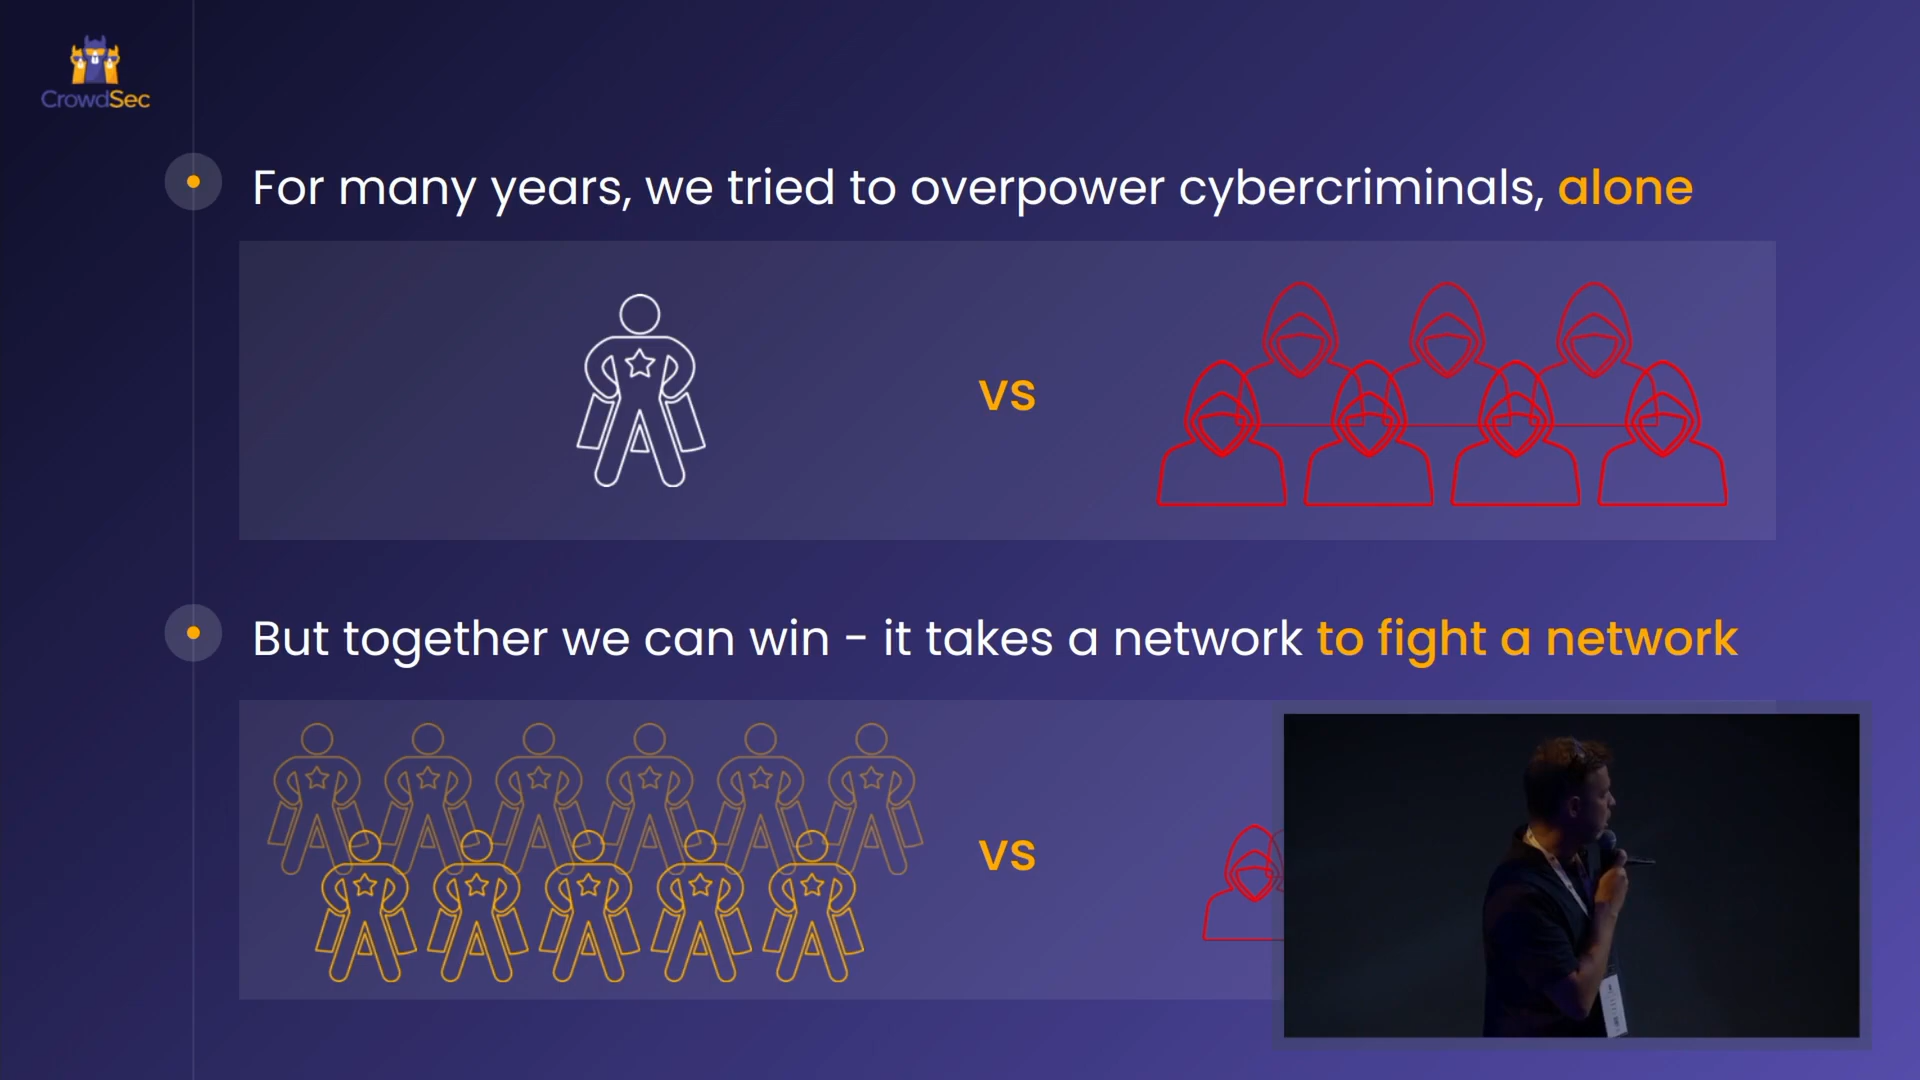 CrowdSec
For many years, we tried to overpower cybercriminals, alone
VS
But together we can win - it takes a network to fight a network
VS